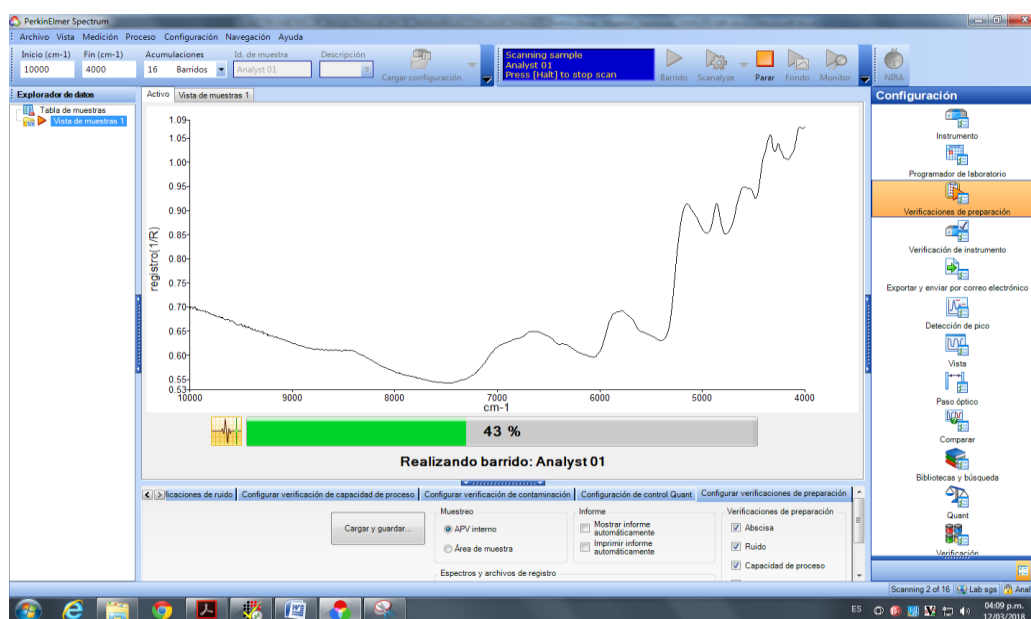 PerkinElmer Spectrum
Archivo Vista Medición Proceso Configuración Navegación Ayuda
Inicio (cm-1) Fin (cm-1) Acumulaciones Id. de muestra Descripción
10000 4000 16 Barridos Analyst 01
Cargar configuración
Scanning sample
Analyst 01
Press [Halt] to stop scan
Barrido Scanalyze Parar Fondo Monitor NIRA
Explorador de datos
Tabla de muestras
Vista de muestras 1
Activo Vista de muestras 1
1.09
1.05
1.00
0.95
0.90
0.85
0.80
0.75
0.70
0.65
0.60
0.55
0.53
registro(1/R)
10000 9000 8000 7000 6000 5000 4000
cm-1
43 %
Realizando barrido: Analyst 01
ficaciones de ruido Configurar verificación de capacidad de proceso Configurar verificación de contaminación Configuración de control Quant Configurar verificaciones de preparación
Cargar y guardar...
Muestreo
APV interno
Área de muestra
Informe
Mostrar informe
automáticamente
Imprimir informe
automáticamente
Verificaciones de preparación
Abscisa
Ruido
Capacidad de proceso
Espectros y archivos de registro
Configuración
Instrumento
Programador de laboratorio
Verificaciones de preparación
Verificación de instrumento
Exportar y enviar por correo electrónico
Detección de pico
Vista
Paso óptico
Comparar
Bibliotecas y búsqueda
Quant
Verificación
Scanning 2 of 16 Lab sgs Anal
ES 04:09 p.m.
12/03/2018